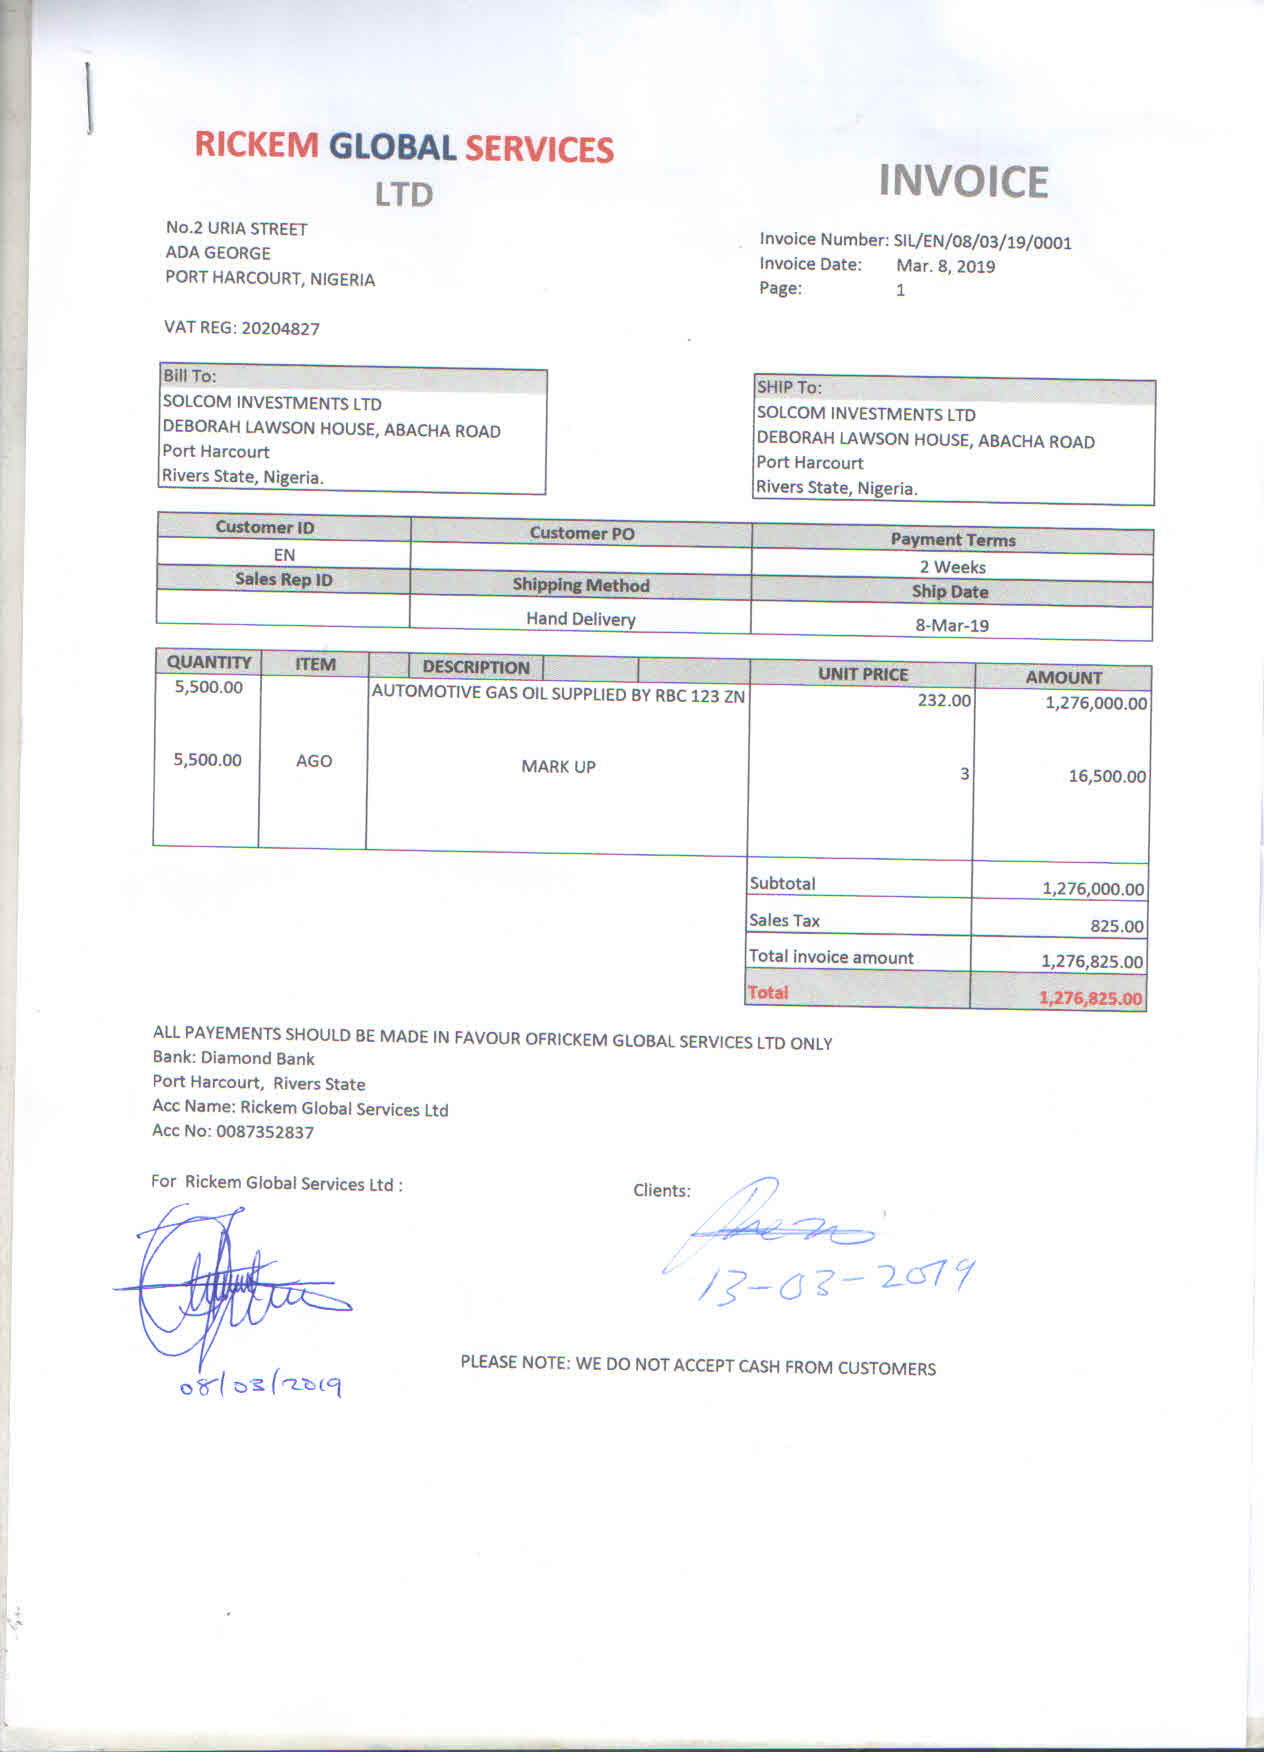 RICKEM GLOBAL SERVICES
LTD
INVOICE
No.2 URIA STREET
ADA GEORGE
PORT HARCOURT, NIGERIA
Invoice Number: SIL/EN/08/03/19/0001
Invoice Date: Mar. 8, 2019
Page: 1
VAT REG: 20204827
Bill To:
SOLCOM INVESTMENTS LTD
DEBORAH LAWSON HOUSE, ABACHA ROAD
Port Harcourt
Rivers State, Nigeria.
SHIP To:
SOLCOM INVESTMENTS LTD
DEBORAH LAWSON HOUSE, ABACHA ROAD
Port Harcourt
Rivers State, Nigeria.
Customer ID Customer PO Payment Terms
EN 2 Weeks
Sales Rep ID Shipping Method Ship Date
Hand Delivery 8-Mar-19
QUANTITY ITEM DESCRIPTION UNIT PRICE AMOUNT
5,500.00 AUTOMOTIVE GAS OIL SUPPLIED BY RBC 123 ZN 232.00 1,276,000.00
5,500.00 AGO MARK UP 3 16,500.00
Subtotal 1,276,000.00
Sales Tax 825.00
Total invoice amount 1,276,825.00
Total 1,276,825.00
ALL PAYEMENTS SHOULD BE MADE IN FAVOUR OFRICKEM GLOBAL SERVICES LTD ONLY
Bank: Diamond Bank
Port Harcourt, Rivers State
Acc Name: Rickem Global Services Ltd
Acc No: 0087352837
For Rickem Global Services Ltd :
Clients:
13-03-2019
08/03/2019
PLEASE NOTE: WE DO NOT ACCEPT CASH FROM CUSTOMERS